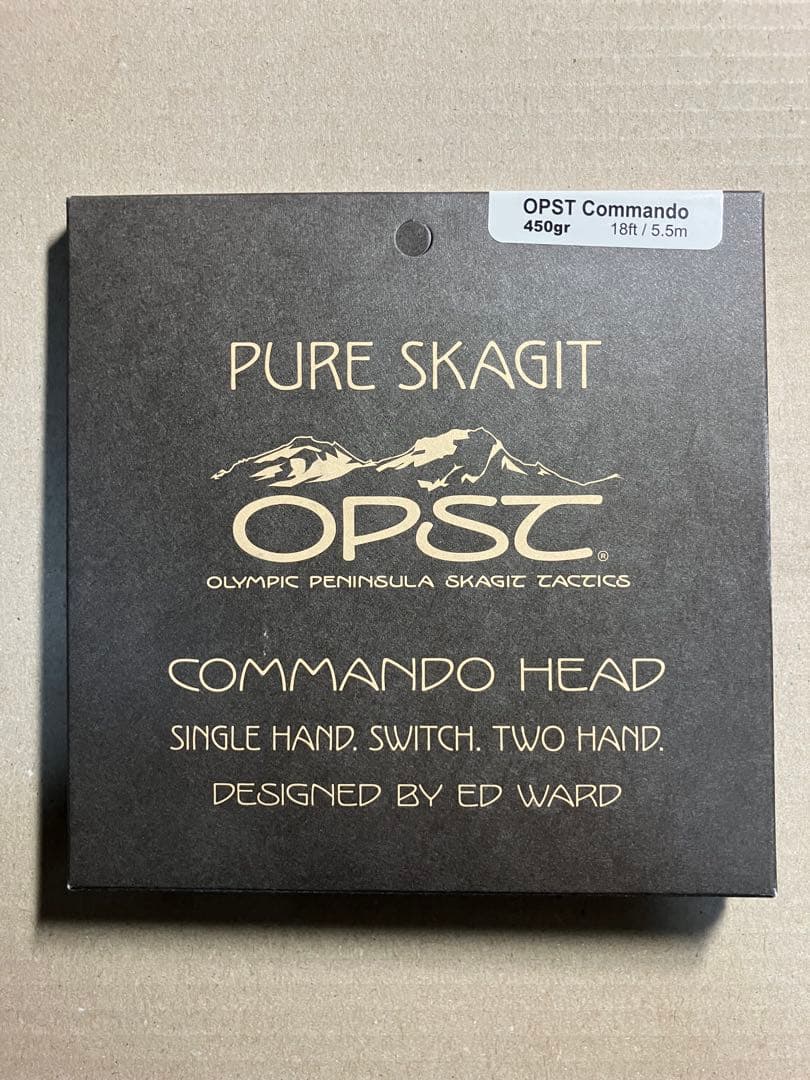 OPST Commando
450gr 18ft / 5.5m
PURE SKAGIT
OPST®
OLYMPIC PENINSULA SKAGIT TACTICS
COMMANDO HEAD
SINGLE HAND. SWITCH. TWO HAND.
DESIGNED BY ED WARD